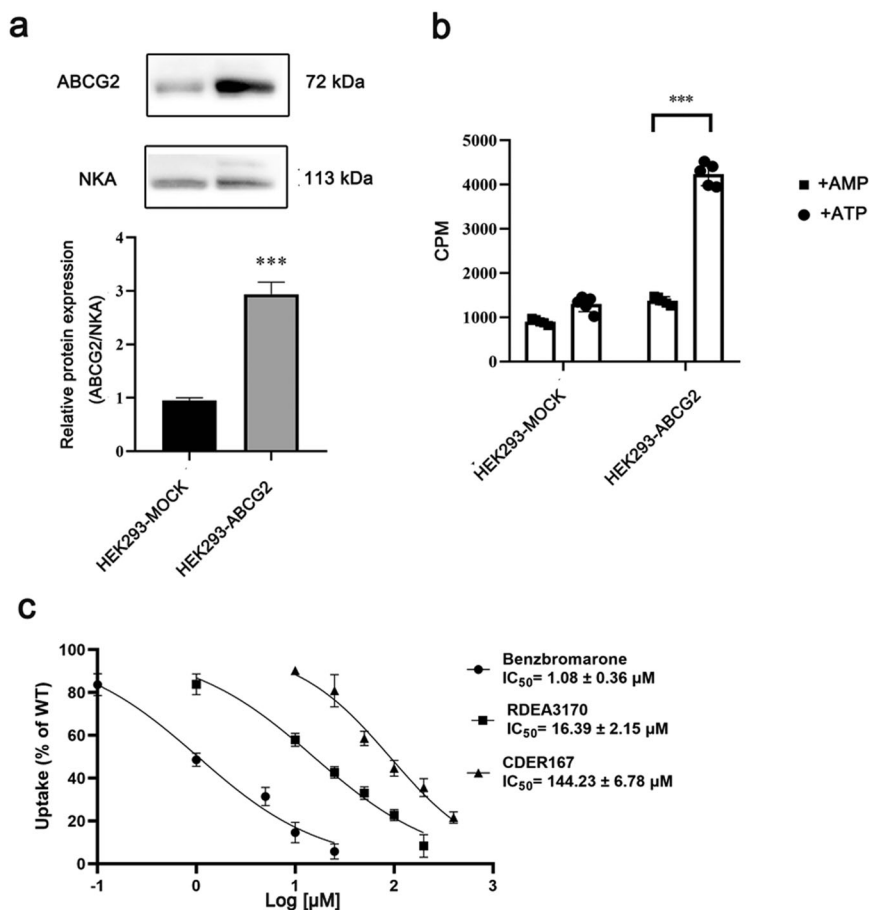 a
ABCG2
72 kDa
NKA
113 kDa
Relative protein expression
(ABCG2/NKA)
4
3
2
1
0
***
HEK293-MOCK
HEK293-ABCG2
b
***
CPM
5000
4000
3000
2000
1000
0
HEK293-MOCK
HEK293-ABCG2
+AMP
+ATP
c
Uptake (% of WT)
100
80
60
40
20
0
-1
0
1
2
3
Log [µM]
Benzbromarone
IC50= 1.08 ± 0.36 µM
RDEA3170
IC50= 16.39 ± 2.15 µM
CDER167
IC50= 144.23 ± 6.78 µM